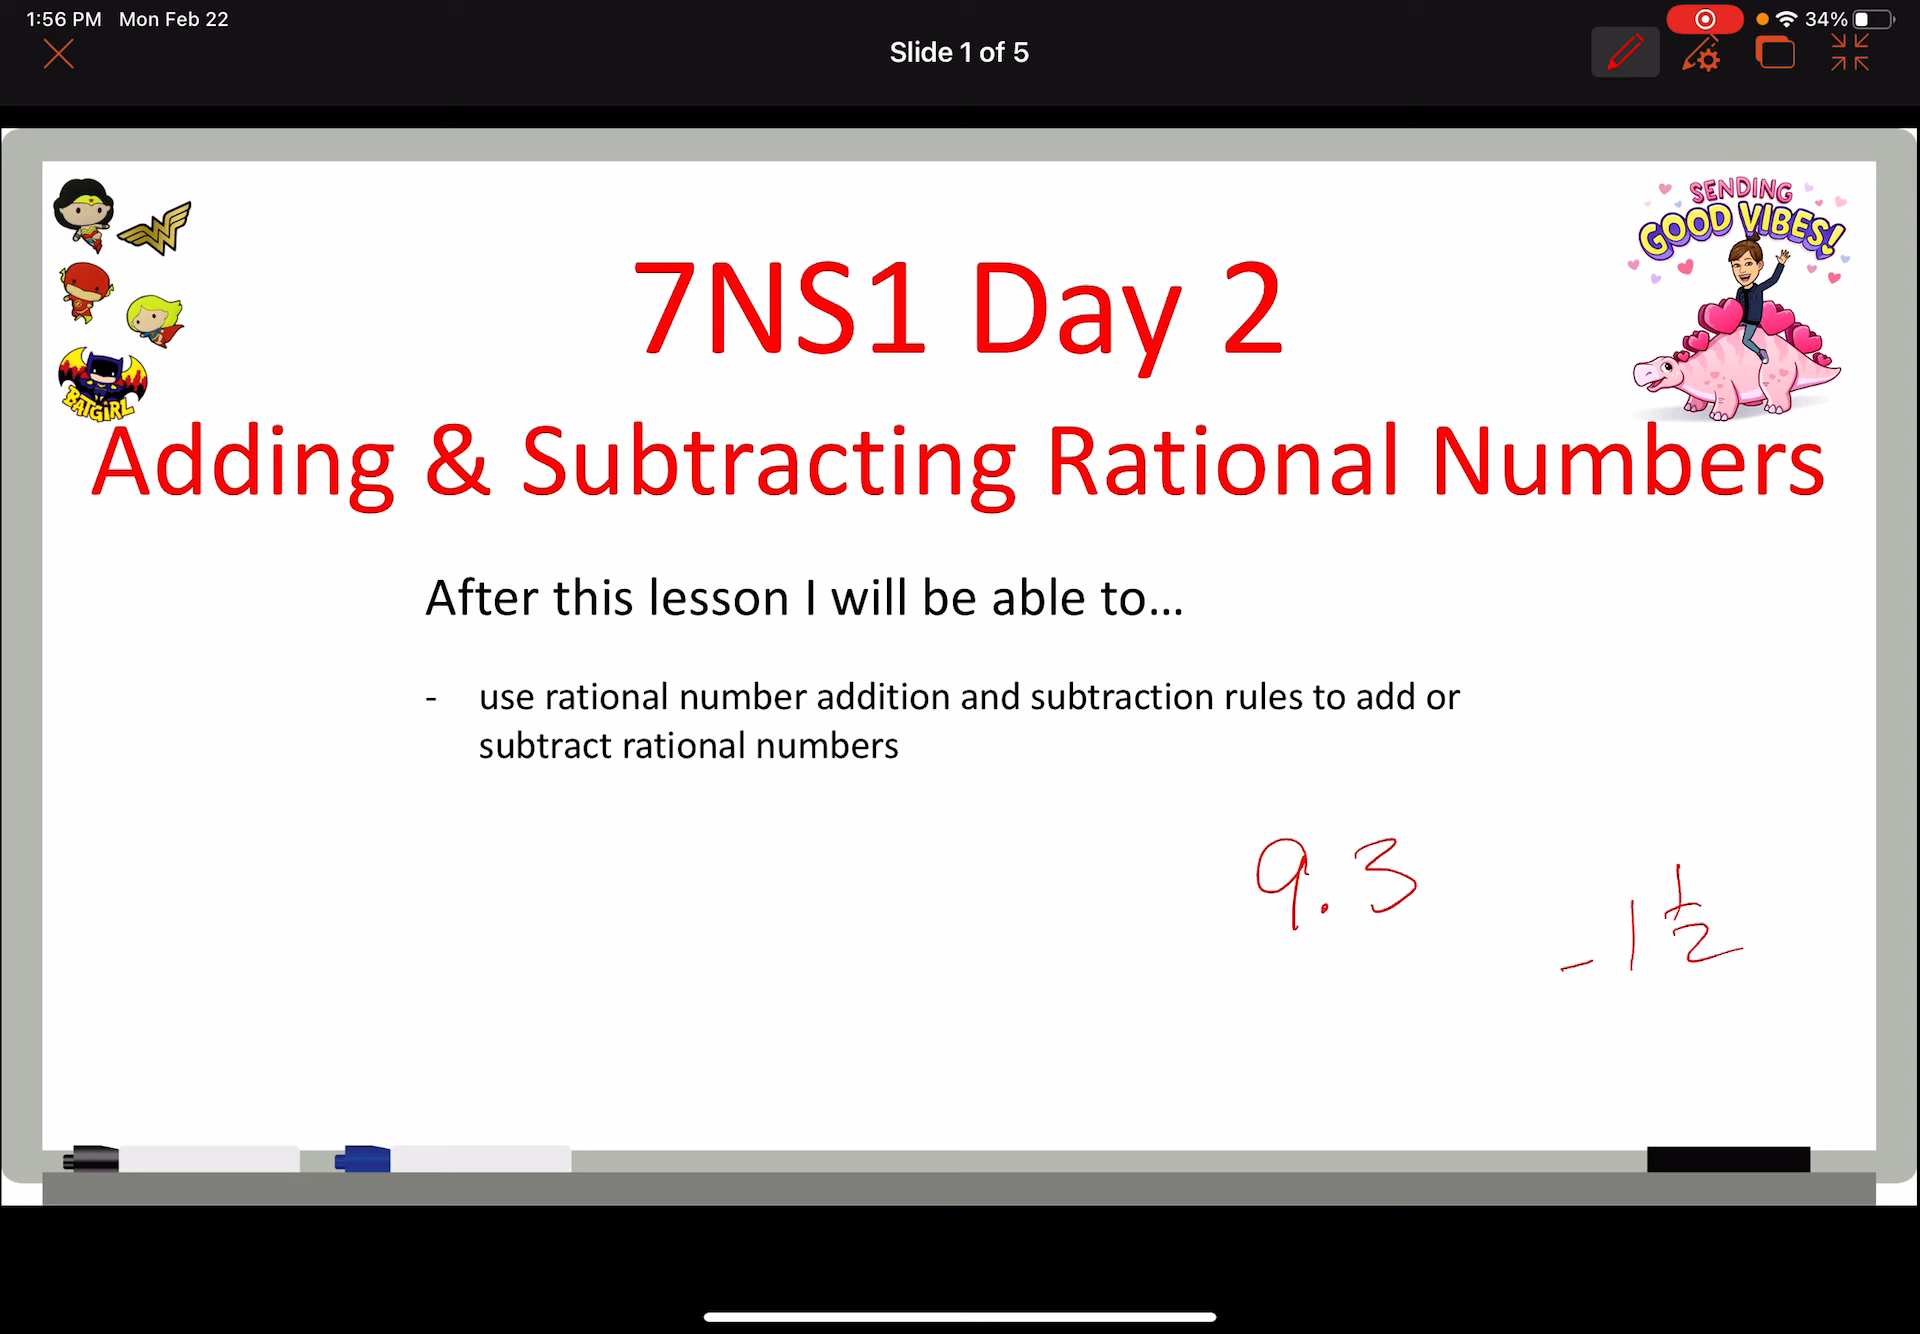 1:56 PM Mon Feb 22
34%
Slide 1 of 5
SENDING
GOOD VIBES!
BATGIRL
7NS1 Day 2
Adding & Subtracting Rational Numbers
After this lesson I will be able to...
- use rational number addition and subtraction rules to add or
subtract rational numbers
9.3
-1 1/2